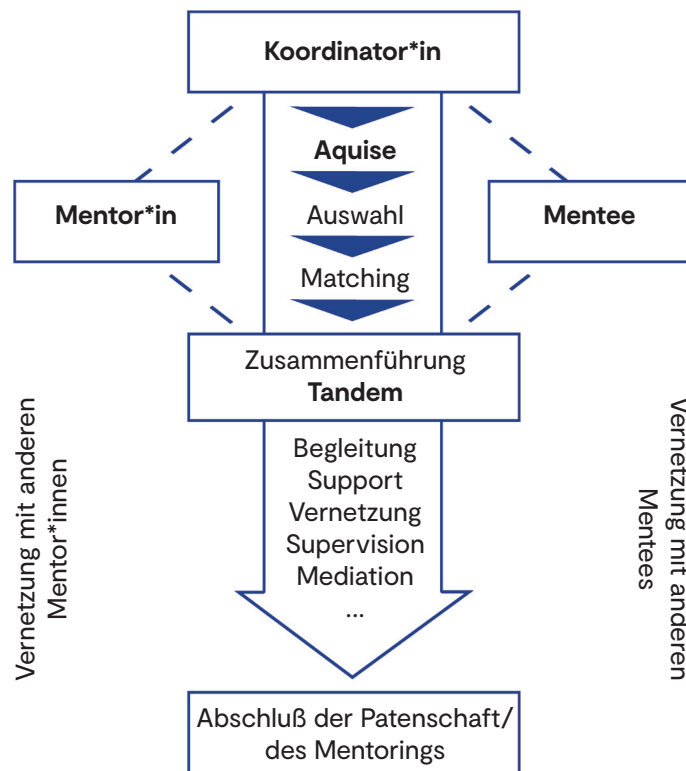 Koordinator*in
Aquise
Mentor*in
Auswahl
Mentee
Matching
Zusammenführung
Tandem
Begleitung
Support
Vernetzung
Supervision
Mediation
...
Vernetzung mit anderen
Mentor*innen
Vernetzung mit anderen
Mentees
Abschluß der Patenschaft/
des Mentorings